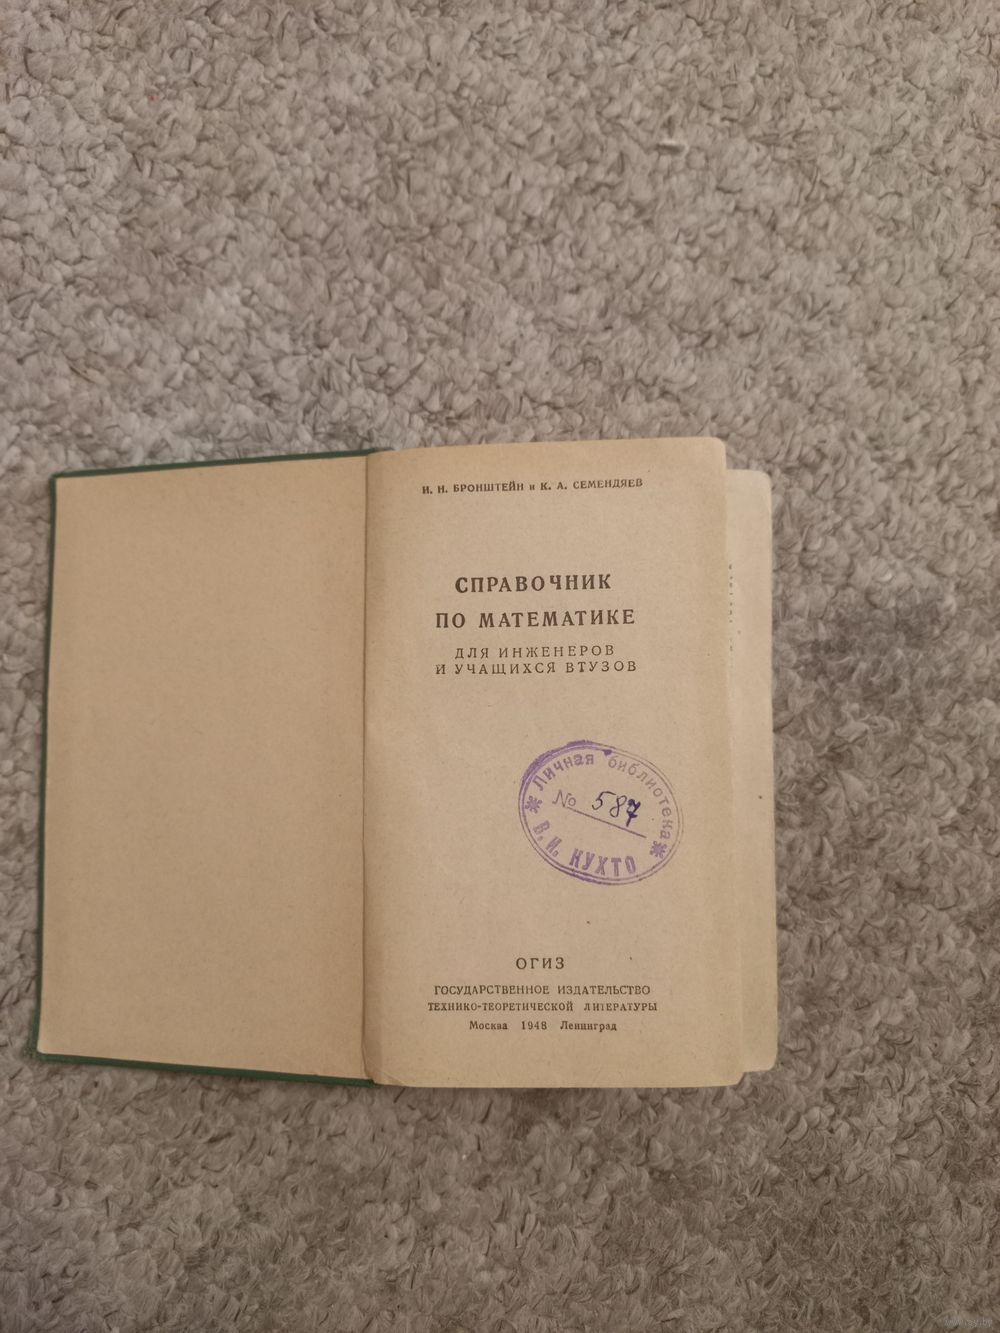 И. Н. БРОНШТЕЙН и К. А. СЕМЕНДЯЕВ
СПРАВОЧНИК
ПО МАТЕМАТИКЕ
ДЛЯ ИНЖЕНЕРОВ
И УЧАЩИХСЯ ВТУЗОВ
Личная библиотека
№ 587
В. И. КУХТО
ОГИЗ
ГОСУДАРСТВЕННОЕ ИЗДАТЕЛЬСТВО
ТЕХНИКО-ТЕОРЕТИЧЕСКОЙ ЛИТЕРАТУРЫ
Москва 1948 Ленинград